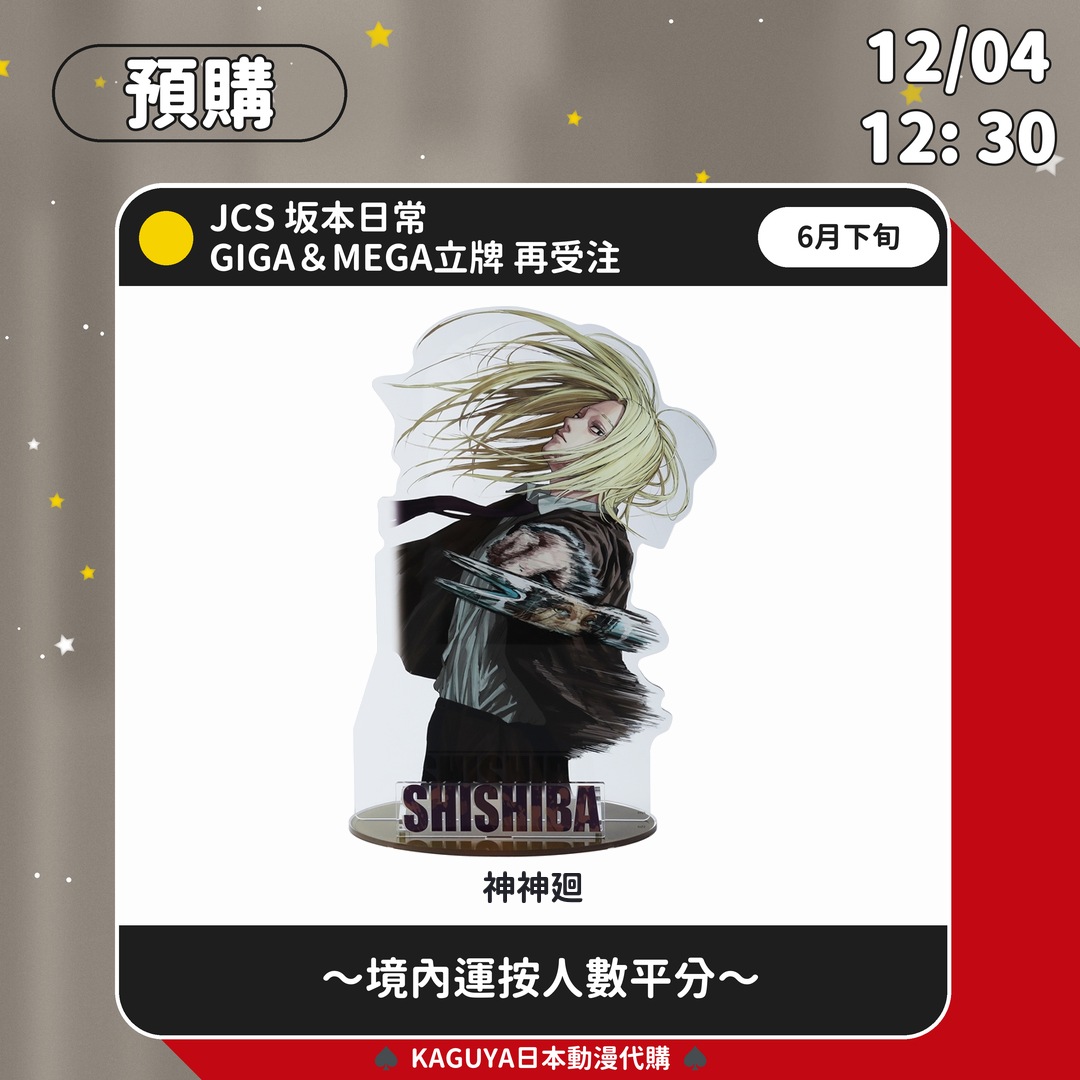 預購
12/04
12: 30
JCS 坂本日常
GIGA＆MEGA立牌 再受注
6月下旬
SHISHIBA
神神廻
～境內運按人數平分～
♠ KAGUYA日本動漫代購 ♠